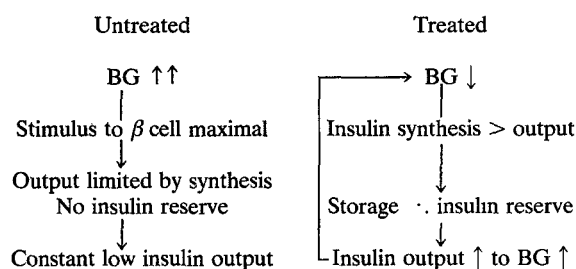 Untreated
BG ↑↑
Stimulus to β cell maximal
Output limited by synthesis
No insulin reserve
Constant low insulin output
Treated
BG ↓
Insulin synthesis > output
Storage ·. insulin reserve
Insulin output ↑ to BG ↑